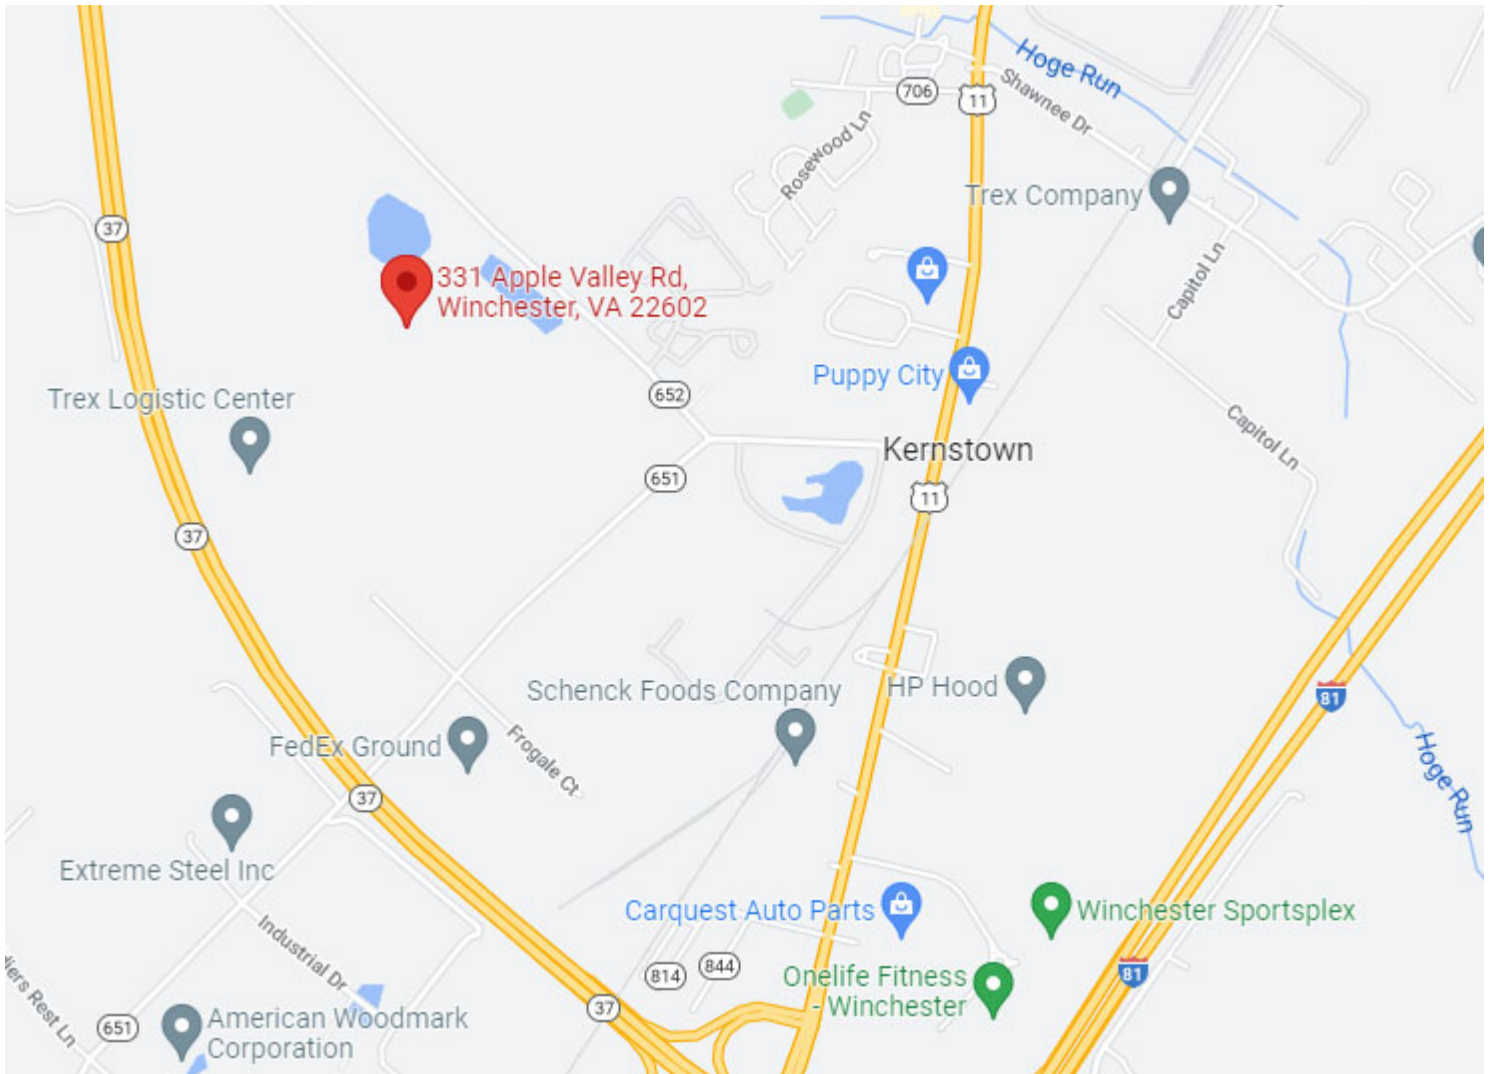 Hoge Run
706
11
Shawnee Dr
Rosewood Ln
Trex Company
37
331 Apple Valley Rd,
Winchester, VA 22602
Capitol Ln
Puppy City
Trex Logistic Center
652
Capitol Ln
Kernstown
651
11
37
Schenck Foods Company
HP Hood
81
FedEx Ground
Frogale Ct
Hoge Run
37
Extreme Steel Inc
Carquest Auto Parts
Winchester Sportsplex
Industrial Dr
814
844
Onelife Fitness
- Winchester
81
diers Rest Ln
651
American Woodmark
Corporation
37